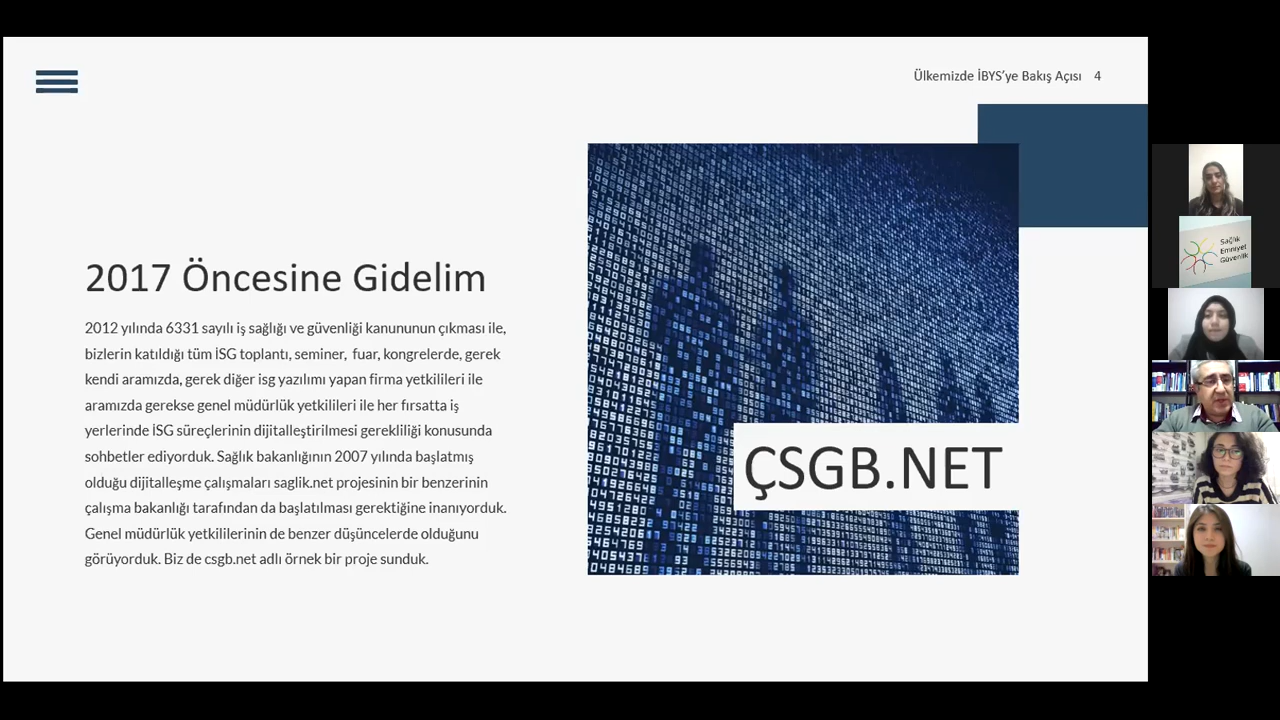 Ülkemizde İBYS'ye Bakış Açısı 4
2017 Öncesine Gidelim
2012 yılında 6331 sayılı iş sağlığı ve güvenliği kanununun çıkması ile,
bizlerin katıldığı tüm İSG toplantı, seminer, fuar, kongrelerde, gerek
kendi aramızda, gerek diğer isg yazılımı yapan firma yetkilileri ile
aramızda gerekse genel müdürlük yetkilileri ile her fırsatta iş
yerlerinde İSG süreçlerinin dijitalleştirilmesi gerekliliği konusunda
sohbetler ediyorduk. Sağlık bakanlığının 2007 yılında başlatmış
olduğu dijitalleşme çalışmaları saglik.net projesinin bir benzerinin
çalışma bakanlığı tarafından da başlatılması gerektiğine inanıyorduk.
Genel müdürlük yetkililerinin de benzer düşüncelerde olduğunu
görüyorduk. Biz de csgb.net adlı örnek bir proje sunduk.
ÇSGB.NET
Sağlık
Emniyet
Güvenlik